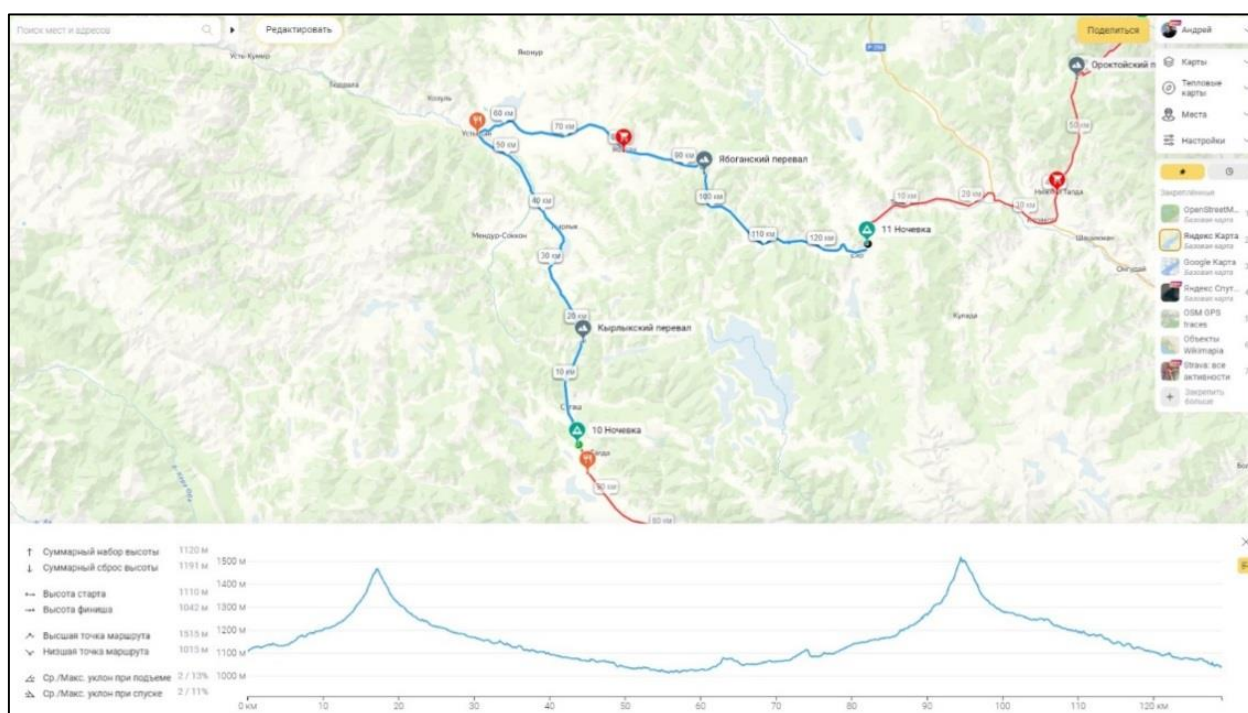 Поиск мест и адресов
Редактировать
Поделиться
Андрей
Карты
Тепловые
карты
Места
Настройки
Закреплённые
OpenStreetM...
Базовая карта
Яндекс Карта
Базовая карта
Google Карта
Базовая карта
Яндекс Спут...
Базовая карта
OSM GPS
traces
Объекты
Wikimapia
Strava: все
активности
Закрепить
больше
Усть-Кумир
Яконур
Козуль
Ороктойский п
60 км
70 км
50 км
50 км
80 км
Ябоганский перевал
100 км
40 км
10 км
20 км
Мендур-Соккон
110 км
120 км
11 Ночевка
Шашикман
Онгудай
30 км
20 км
Кырлыкский перевал
Кулада
10 км
10 Ночевка
90 км
80 км
Суммарный набор высоты 1120 м
Суммарный сброс высоты 1191 м
Высота старта 1110 м
Высота финиша 1042 м
Высшая точка маршрута 1515 м
Низшая точка маршрута 1015 м
Ср./Макс. уклон при подъеме 2 / 13%
Ср./Макс. уклон при спуске 2 / 11%
1500 м
1400 м
1300 м
1200 м
1100 м
1000 м
0 км 10 20 30 40 50 60 70 80 90 100 110 120 км